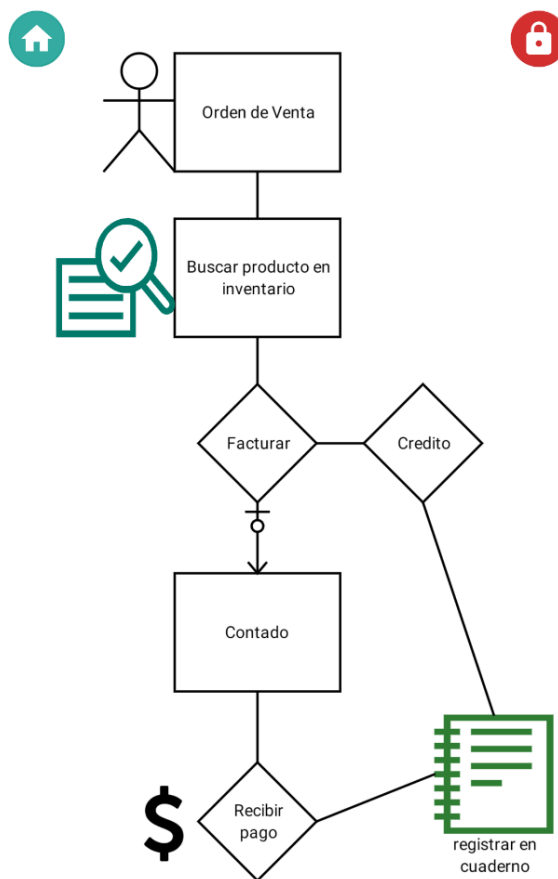 Orden de Venta
Buscar producto en
inventario
Facturar
Credito
Contado
Recibir
pago
registrar en
cuaderno